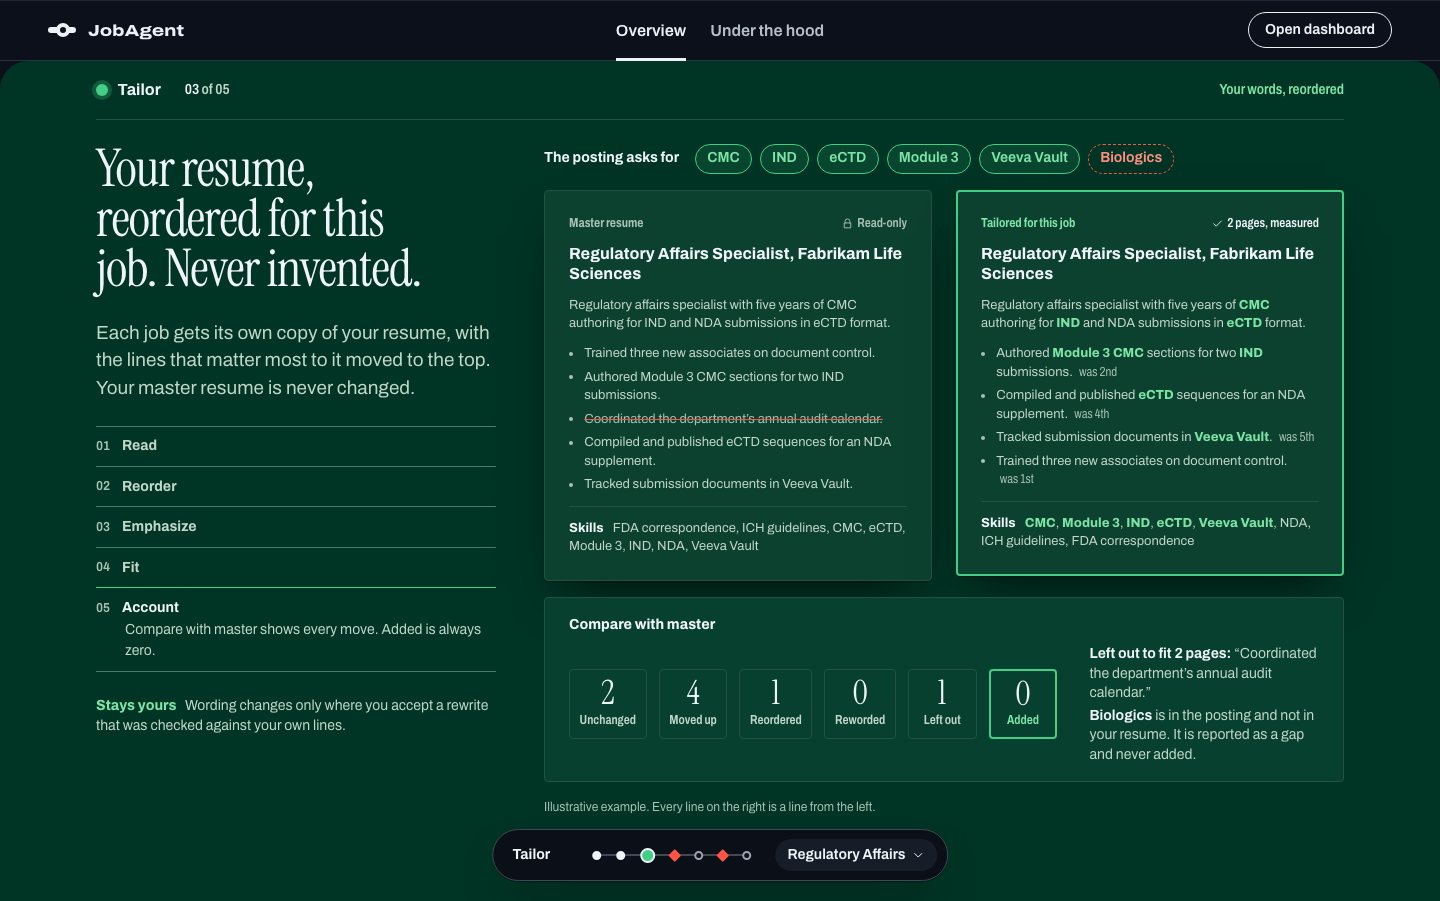 JobAgent
Overview
Under the hood
Open dashboard
Tailor
03 of 05
Your words, reordered
Your resume,
reordered for this
job. Never invented.
Each job gets its own copy of your resume, with
the lines that matter most to it moved to the top.
Your master resume is never changed.
01 Read
02 Reorder
03 Emphasize
04 Fit
05 Account
Compare with master shows every move. Added is always
zero.
Stays yours Wording changes only where you accept a rewrite
that was checked against your own lines.
The posting asks for
CMC
IND
eCTD
Module 3
Veeva Vault
Biologics
Master resume
Read-only
Regulatory Affairs Specialist, Fabrikam Life
Sciences
Regulatory affairs specialist with five years of CMC
authoring for IND and NDA submissions in eCTD format.
• Trained three new associates on document control.
• Authored Module 3 CMC sections for two IND
submissions.
• Coordinated the department’s annual audit calendar.
• Compiled and published eCTD sequences for an NDA
supplement.
• Tracked submission documents in Veeva Vault.
Skills FDA correspondence, ICH guidelines, CMC, eCTD,
Module 3, IND, NDA, Veeva Vault
Tailored for this job
2 pages, measured
Regulatory Affairs Specialist, Fabrikam Life
Sciences
Regulatory affairs specialist with five years of CMC
authoring for IND and NDA submissions in eCTD format.
• Authored Module 3 CMC sections for two IND
submissions. was 2nd
• Compiled and published eCTD sequences for an NDA
supplement. was 4th
• Tracked submission documents in Veeva Vault. was 5th
• Trained three new associates on document control.
was 1st
Skills CMC, Module 3, IND, eCTD, Veeva Vault, NDA,
ICH guidelines, FDA correspondence
Compare with master
2
Unchanged
4
Moved up
1
Reordered
0
Reworded
1
Left out
0
Added
Left out to fit 2 pages: “Coordinated
the department’s annual audit
calendar.”
Biologics is in the posting and not in
your resume. It is reported as a gap
and never added.
Illustrative example. Every line on the right is a line from the left.
Tailor
Regulatory Affairs